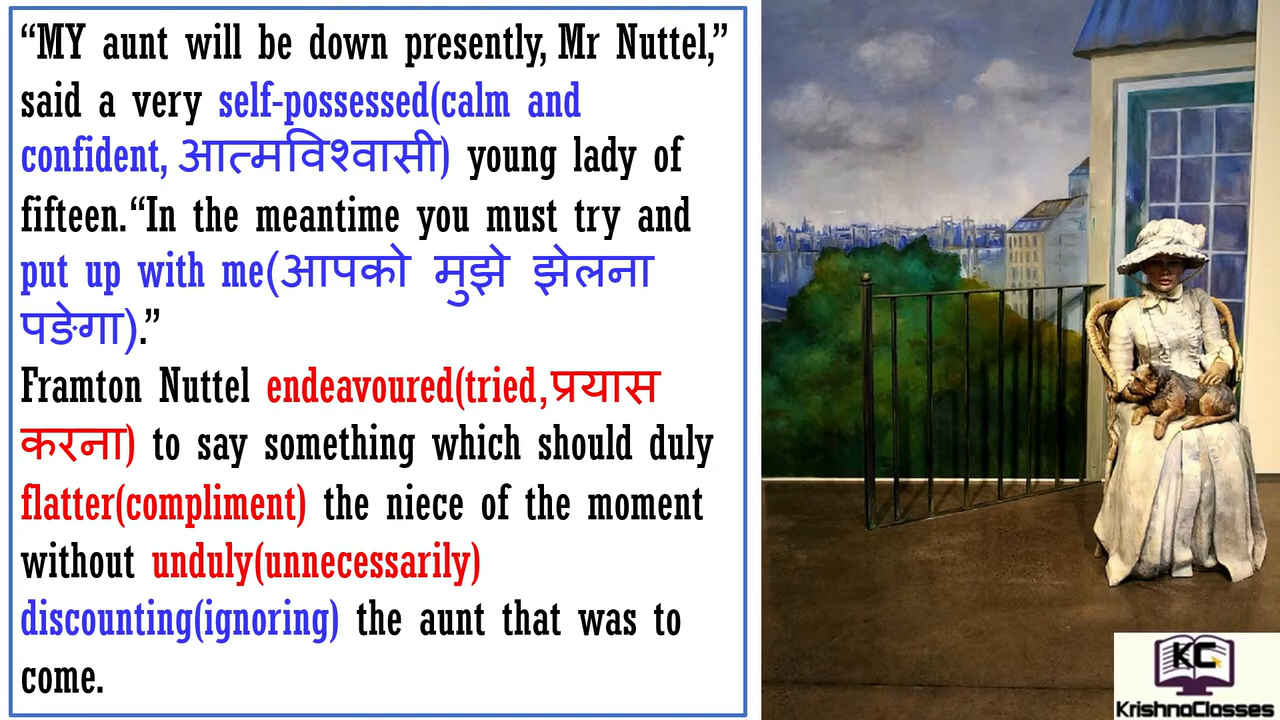 “MY aunt will be down presently, Mr Nuttel,”
said a very self-possessed(calm and
confident, आत्मविश्वासी) young lady of
fifteen.“In the meantime you must try and
put up with me(आपको मुझे झेलना
पङेगा).”
Framton Nuttel endeavoured(tried,प्रयास
करना) to say something which should duly
flatter(compliment) the niece of the moment
without unduly(unnecessarily)
discounting(ignoring) the aunt that was to
come.
KC
KrishnaClasses